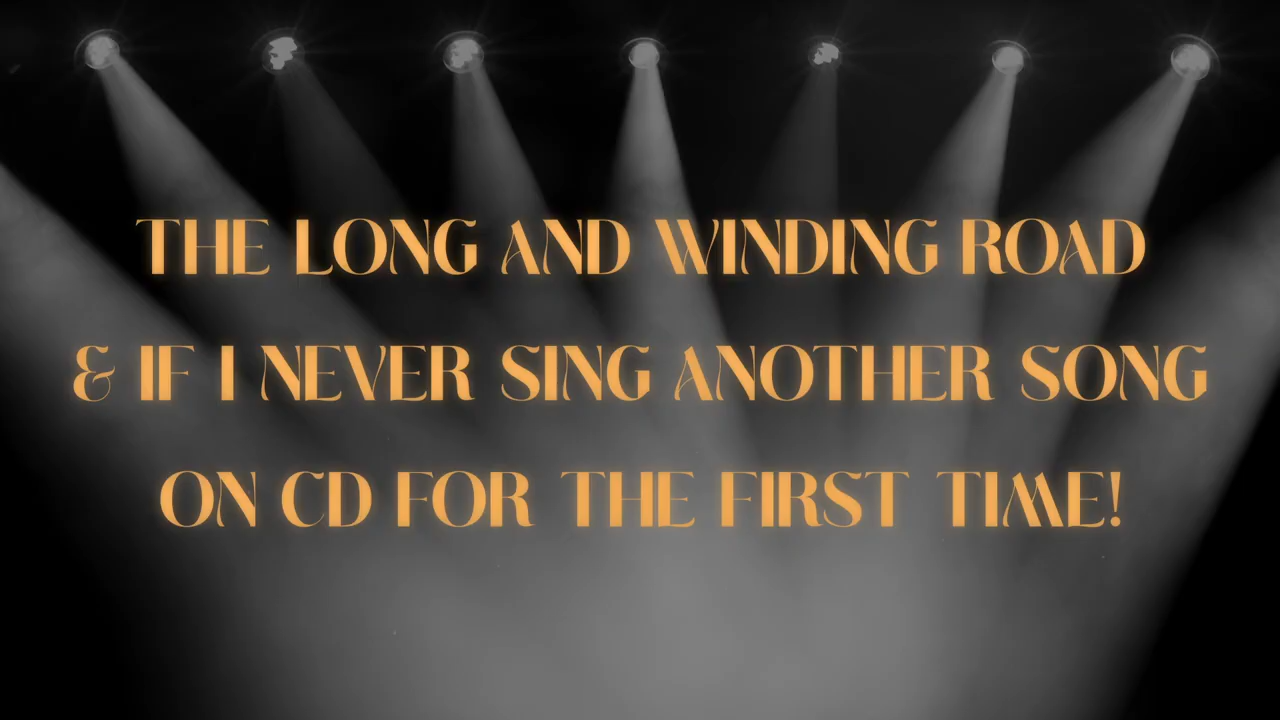 THE LONG AND WINDING ROAD
& IF I NEVER SING ANOTHER SONG
ON CD FOR THE FIRST TIME!